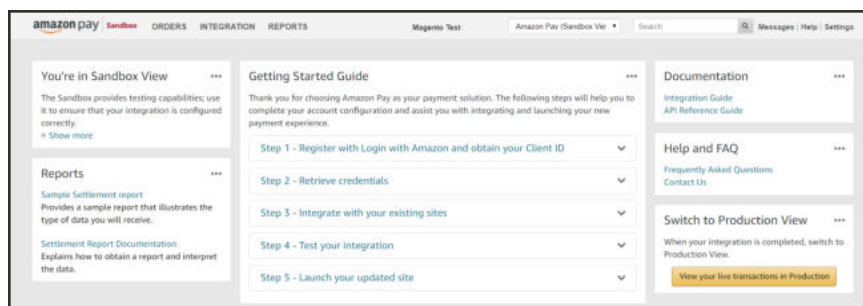 amazon pay Sandbox ORDERS INTEGRATION REPORTS Magento Test Amazon Pay (Sandbox Vier Search Messages | Help | Settings
You're in Sandbox View
The Sandbox provides testing capabilities; use
it to ensure that your integration is configured
correctly.
Show more
Reports
Sample Settlement report
Provides a sample report that illustrates the
type of data you will receive.
Settlement Report Documentation
Explains how to obtain a report and interpret
the data.
Getting Started Guide
Thank you for choosing Amazon Pay as your payment solution. The following steps will help you to
complete your account configuration and assist you with integrating and launching your new
payment experience.
Step 1 - Register with Login with Amazon and obtain your Client ID
Step 2 - Retrieve credentials
Step 3 - Integrate with your existing sites
Step 4 - Test your integration
Step 5 - Launch your updated site
Documentation
Integration Guide
API Reference Guide
Help and FAQ
Frequently Asked Questions
Contact Us
Switch to Production View
When your integration is completed, switch to
Production View.
View your live transactions in Production